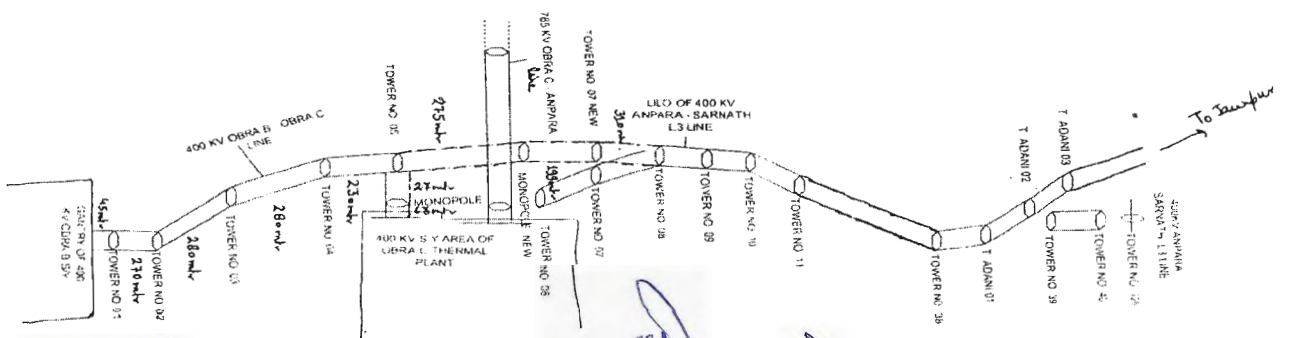 GANTRY OF 400
KV OBRA B S/Y
45mtr
TOWER NO 01
270mtr
TOWER NO 02
280mtr
TOWER NO 03
280mtr
400 KV OBRA B OBRA C
LINE
TOWER NO 04
230mtr
TOWER NO 05
27mtr
MONOPOLE
63mtr
400 KV S Y AREA OF
OBRA C THERMAL
PLANT
275mtr
765 KV OBRA C - ANPARA
line
MONOPOLE NEW
TOWER NO 06
199mtr
TOWER NO 07 NEW
TOWER NO 07
LILO OF 400 KV
ANPARA - SARNATH
L3 LINE
TOWER NO 08
TOWER NO 09
TOWER NO 10
TOWER NO 11
TOWER NO 38
T ADANI 01
T ADANI 02
T ADANI 03
TOWER NO 39
TOWER NO 40
TOWER NO
400KV ANPARA
SARNATH L3 LINE
To Jaunpur